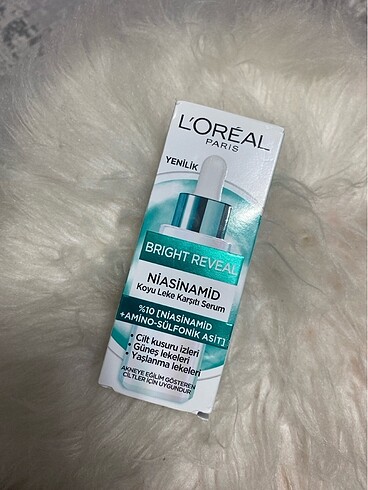 L'ORÉAL
PARIS
YENİLİK
BRIGHT REVEAL
NİASİNAMİD
Koyu Leke Karşıtı Serum
%10 [NİASİNAMİD
+AMİNO-SÜLFONİK ASİT]
• Cilt kusuru izleri
• Güneş lekeleri
• Yaşlanma lekeleri
AKNEYE EĞİLİM GÖSTEREN
CİLTLER İÇİN UYGUNDUR